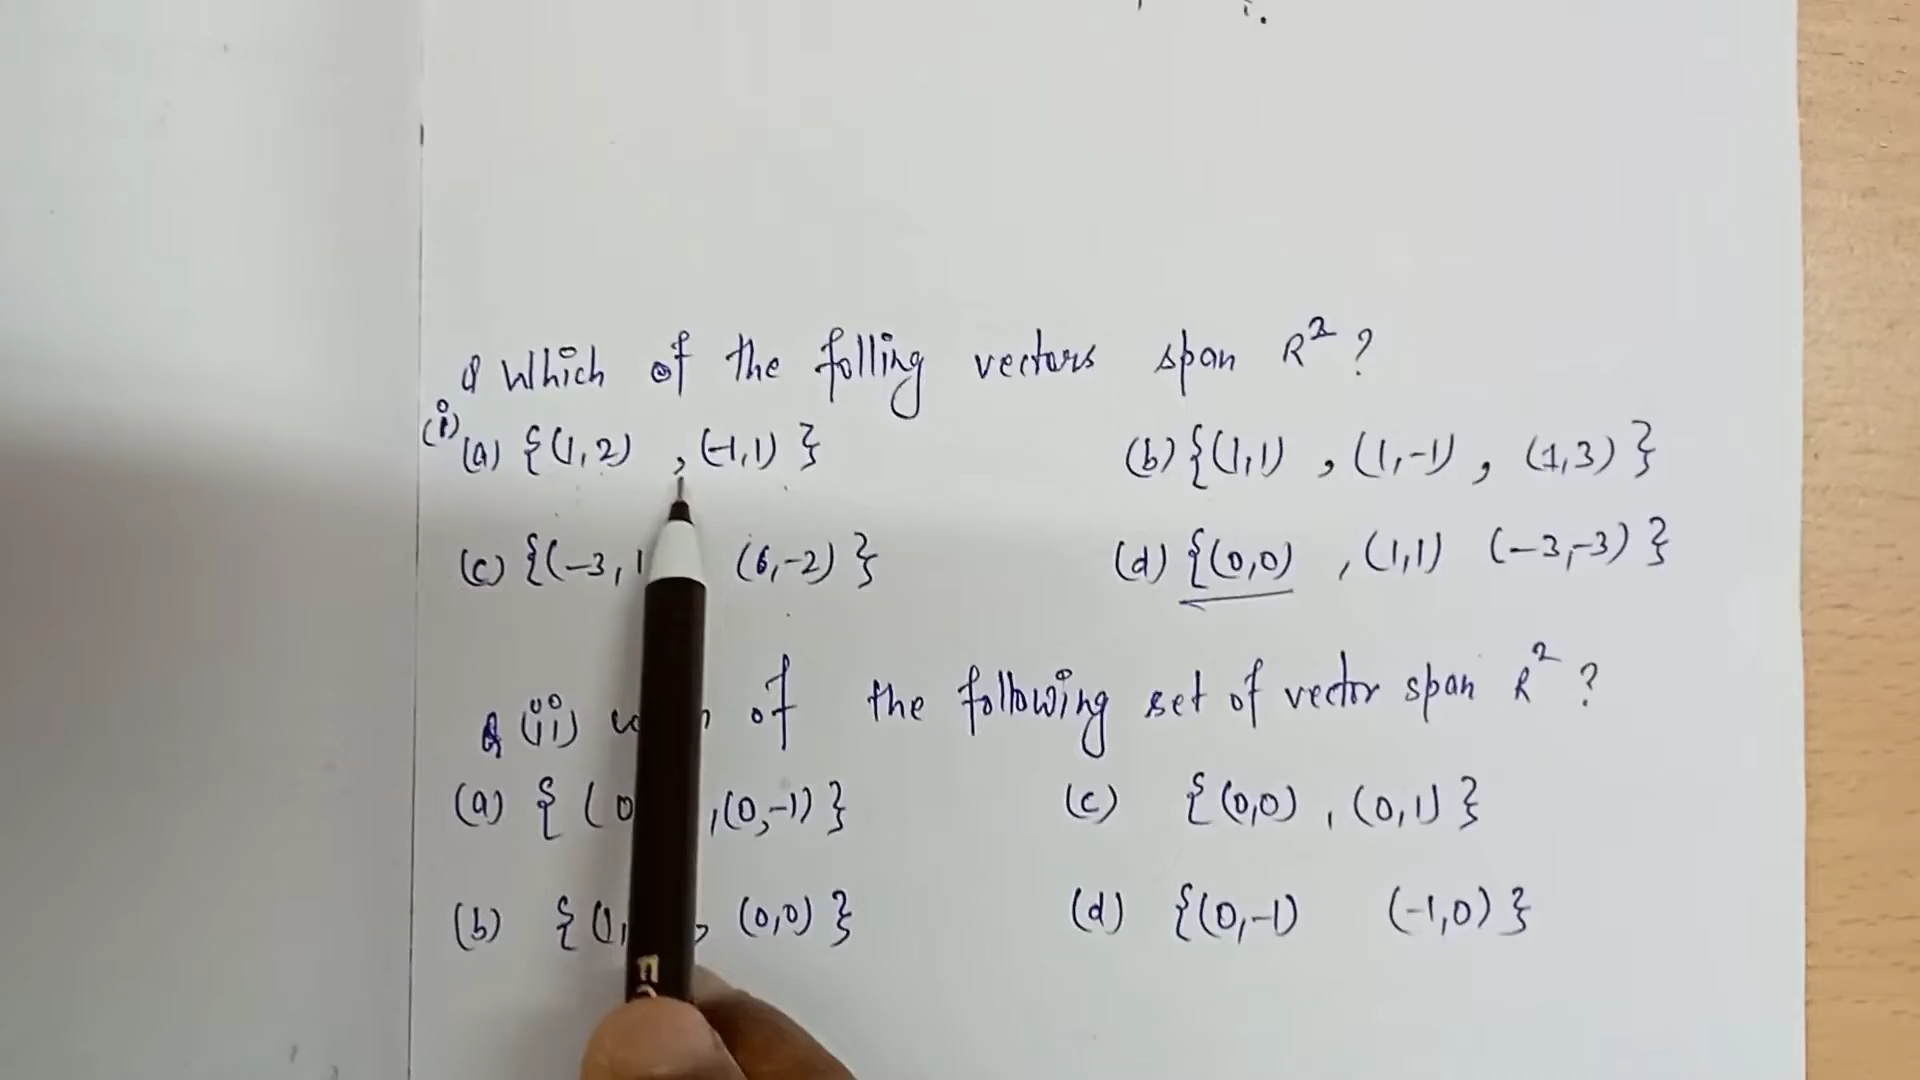 Q Which of the folling vectors span R²?
(i) (a) {(1,2) , (-1,1)} (b) {(1,1) , (1,-1) , (1,3)}
(c) {(-3,1 (6,-2)} (d) {(0,0) , (1,1) (-3,-3)}
Q (ii) of the following set of vector span R²?
(a) { (0 ,(0,-1)} (c) {(0,0) , (0,1)}
(b) {(1, , (0,0)} (d) {(0,-1) (-1,0)}